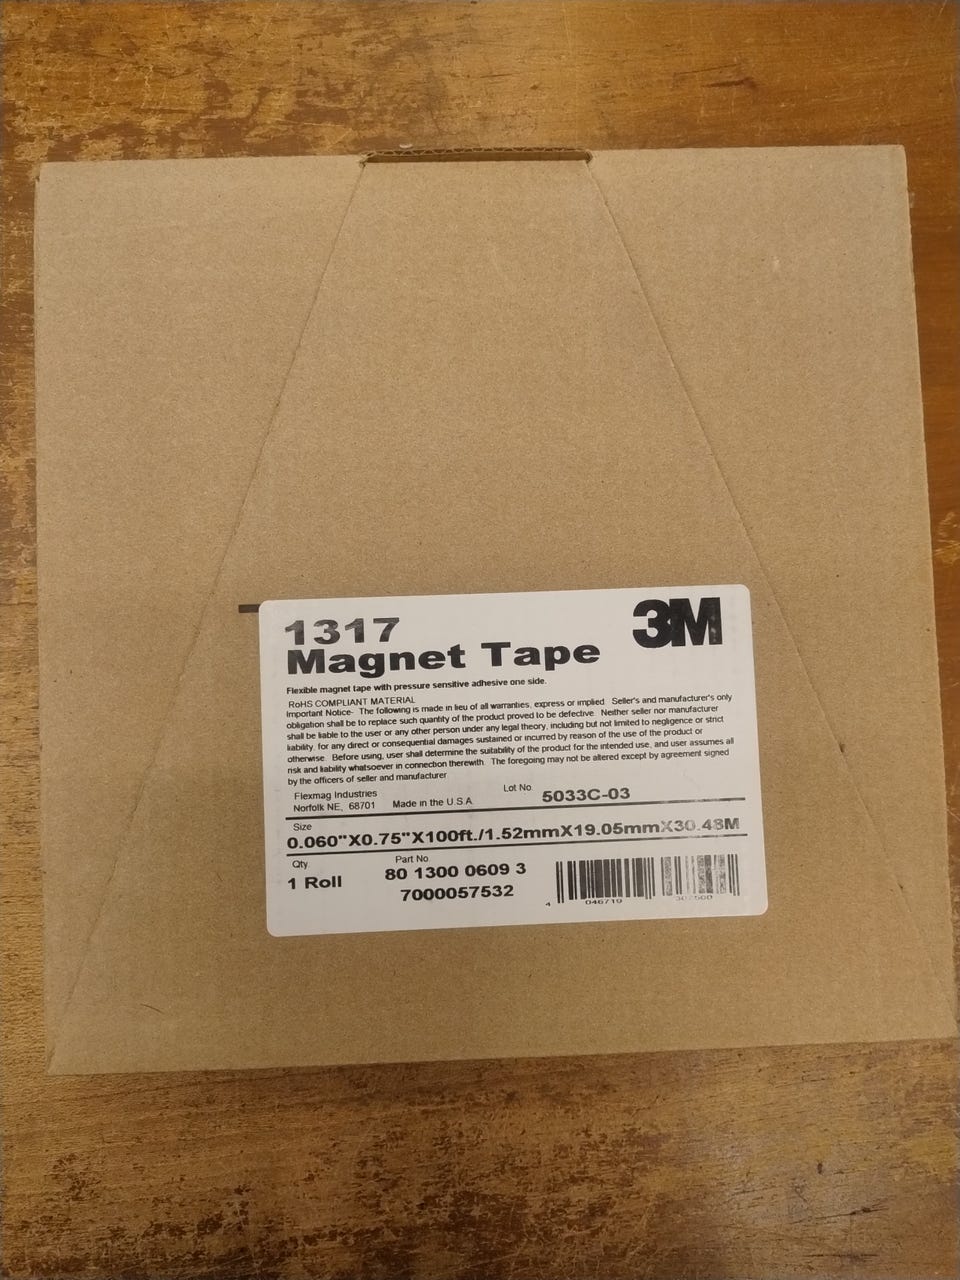 1317
3M
Magnet Tape
Flexible magnet tape with pressure sensitive adhesive one side.
RoHS COMPLIANT MATERIAL
Important Notice- The following is made in lieu of all warranties, express or implied Seller's and manufacturer's only
obligation shall be to replace such quantity of the product proved to be defective Neither seller nor manufacturer
shall be liable to the user or any other person under any legal theory, including but not limited to negligence or strict
liability, for any direct or consequential damages sustained or incurred by reason of the use of the product or
otherwise. Before using, user shall determine the suitability of the product for the intended use, and user assumes all
risk and liability whatsoever in connection therewith. The foregoing may not be altered except by agreement signed
by the officers of seller and manufacturer
Flexmag Industries
Norfolk NE, 68701 Made in the U.S.A. Lot No. 5033C-03
Size
0.060"X0.75"X100ft./1.52mmX19.05mmX30.48M
Qty. Part No.
1 Roll 80 1300 0609 3
7000057532
4 046719